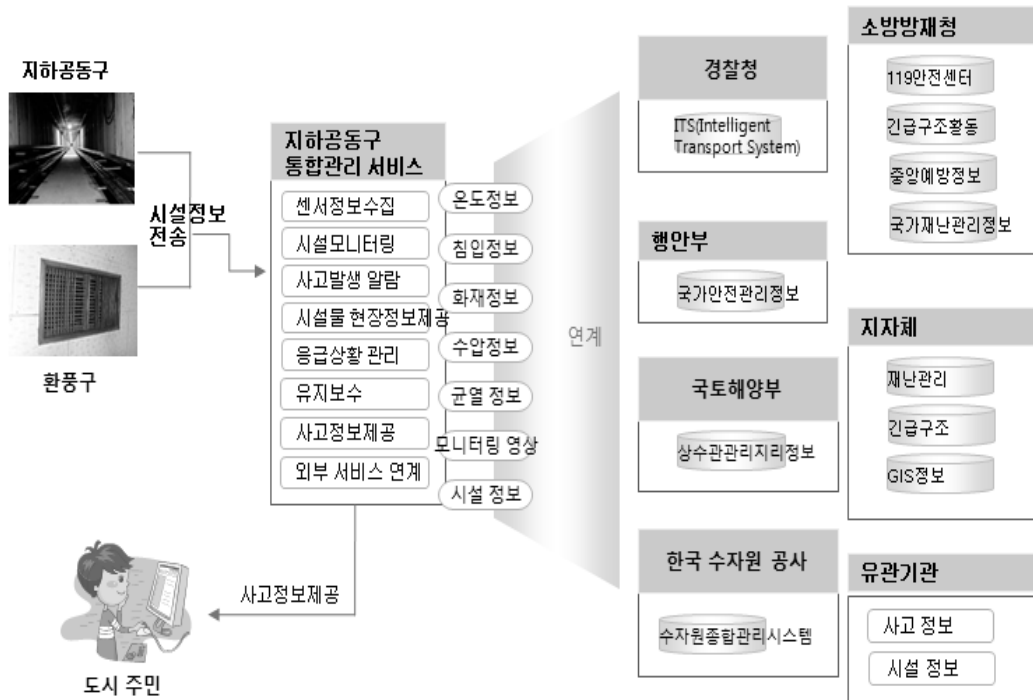 지하공동구
환풍구
시설정보
전송
지하공동구
통합관리 서비스
센서정보수집
시설모니터링
사고발생 알람
시설물 현장정보제공
응급상황 관리
유지보수
사고정보제공
외부 서비스 연계
온도정보
침입정보
화재정보
수압정보
균열 정보
모니터링 영상
시설 정보
사고정보제공
도시 주민
연계
경찰청
ITS(Intelligent
Transport System)
행안부
국가안전관리정보
국토해양부
상수관관리지리정보
한국 수자원 공사
수자원종합관리시스템
소방방재청
119안전센터
긴급구조활동
중앙예방정보
국가재난관리정보
지자체
재난관리
긴급구조
GIS정보
유관기관
사고 정보
시설 정보